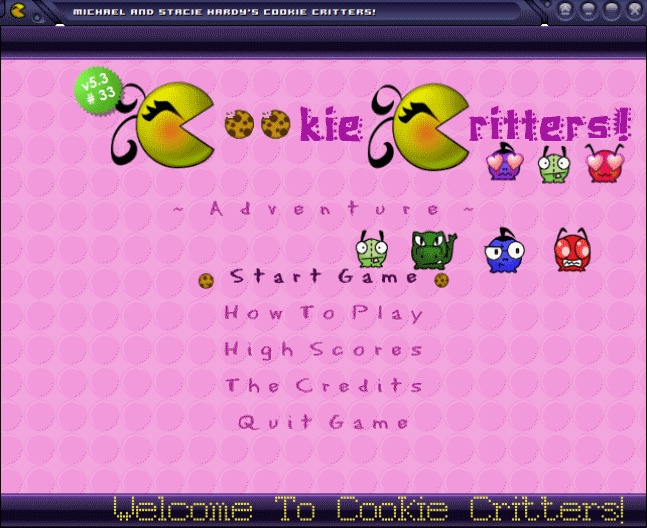 MICHAEL AND STACIE HARDY'S COOKIE CRITTERS!
v5.3
# 33
Cookie Critters!
~ Adventure ~
Start Game
How To Play
High Scores
The Credits
Quit Game
Welcome To Cookie Critters!